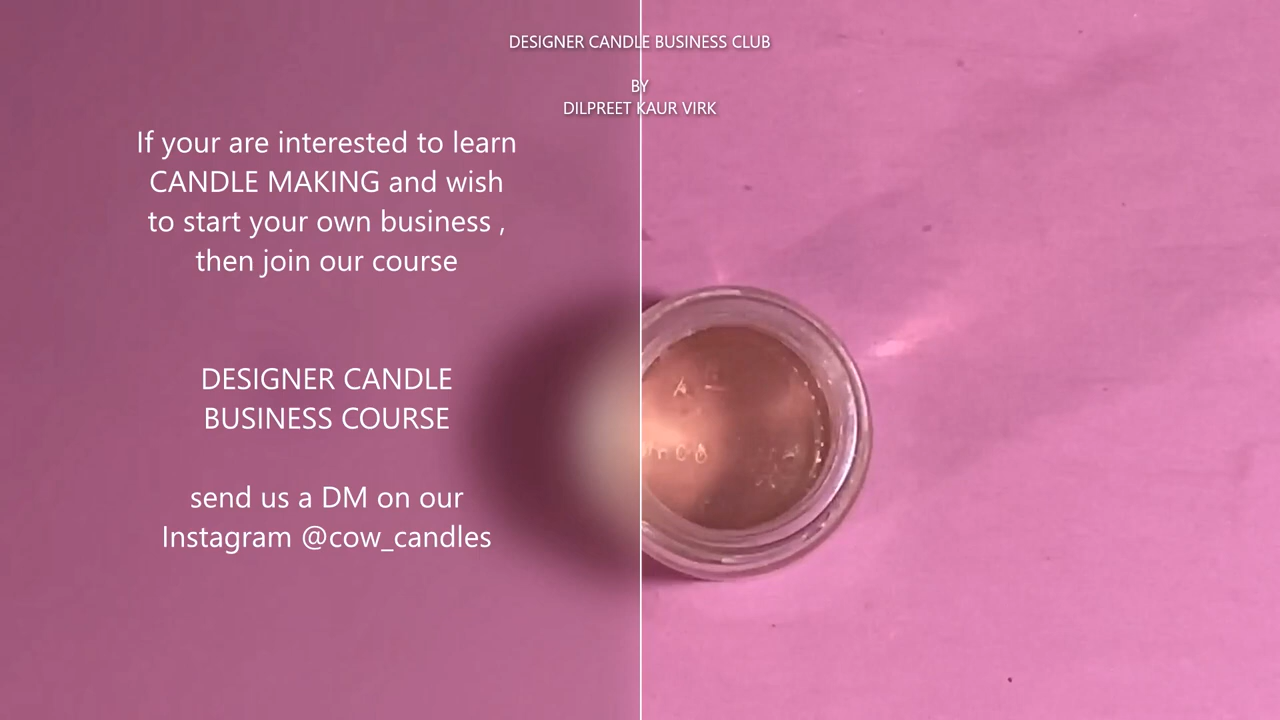 DESIGNER CANDLE BUSINESS CLUB
BY
DILPREET KAUR VIRK
If your are interested to learn
CANDLE MAKING and wish
to start your own business ,
then join our course
DESIGNER CANDLE
BUSINESS COURSE
send us a DM on our
Instagram @cow_candles